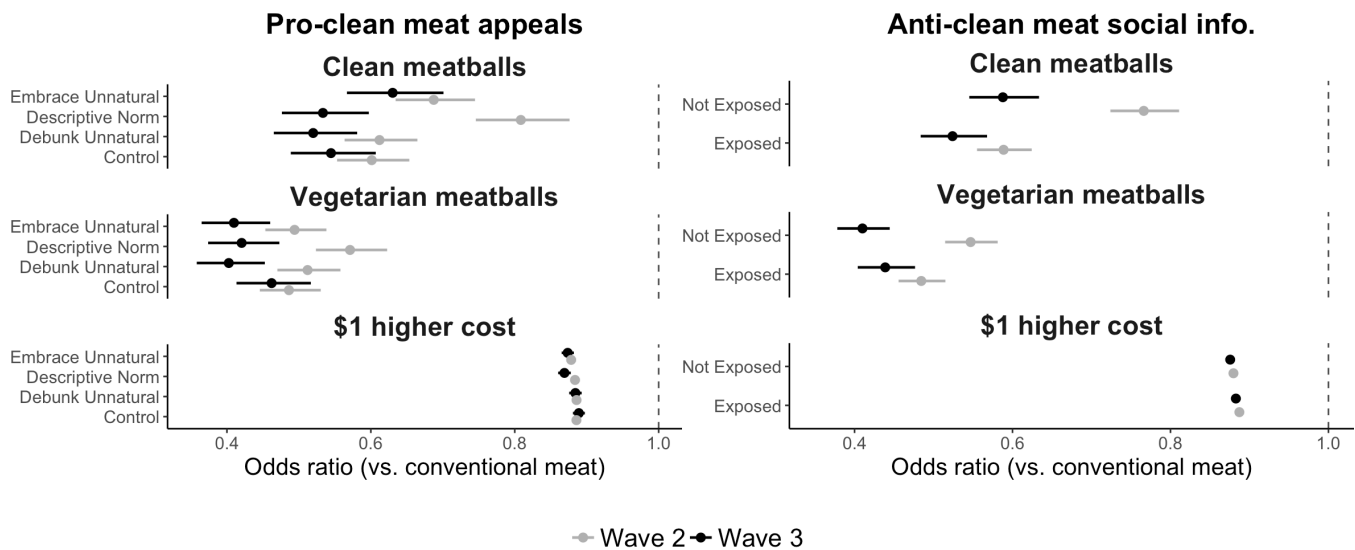 Pro-clean meat appeals
Clean meatballs
Embrace Unnatural
Descriptive Norm
Debunk Unnatural
Control
Vegetarian meatballs
Embrace Unnatural
Descriptive Norm
Debunk Unnatural
Control
$1 higher cost
Embrace Unnatural
Descriptive Norm
Debunk Unnatural
Control
0.4 0.6 0.8 1.0
Odds ratio (vs. conventional meat)
Anti-clean meat social info.
Clean meatballs
Not Exposed
Exposed
Vegetarian meatballs
Not Exposed
Exposed
$1 higher cost
Not Exposed
Exposed
0.4 0.6 0.8 1.0
Odds ratio (vs. conventional meat)
Wave 2 Wave 3